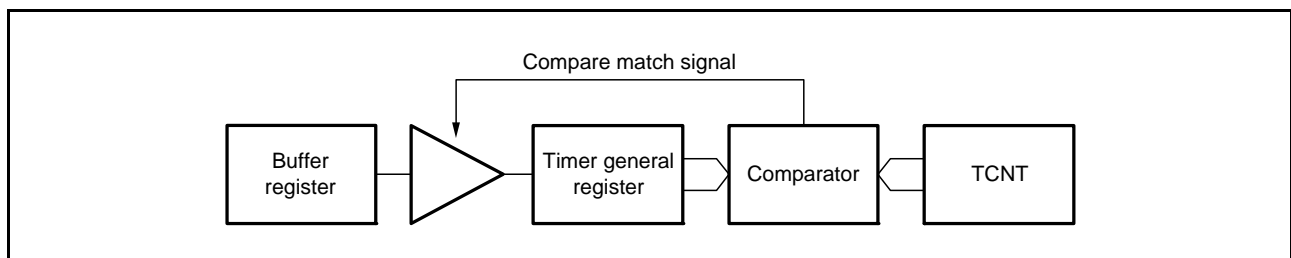 Compare match signal
Buffer
register
Timer general
register
Comparator
TCNT